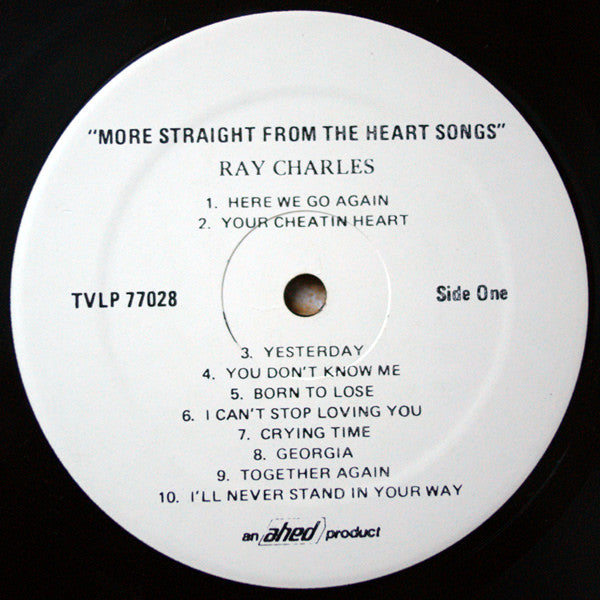 "MORE STRAIGHT FROM THE HEART SONGS"
RAY CHARLES
1. HERE WE GO AGAIN
2. YOUR CHEATIN HEART
TVLP 77028
Side One
3. YESTERDAY
4. YOU DON'T KNOW ME
5. BORN TO LOSE
6. I CAN'T STOP LOVING YOU
7. CRYING TIME
8. GEORGIA
9. TOGETHER AGAIN
10. I'LL NEVER STAND IN YOUR WAY
an ahed product